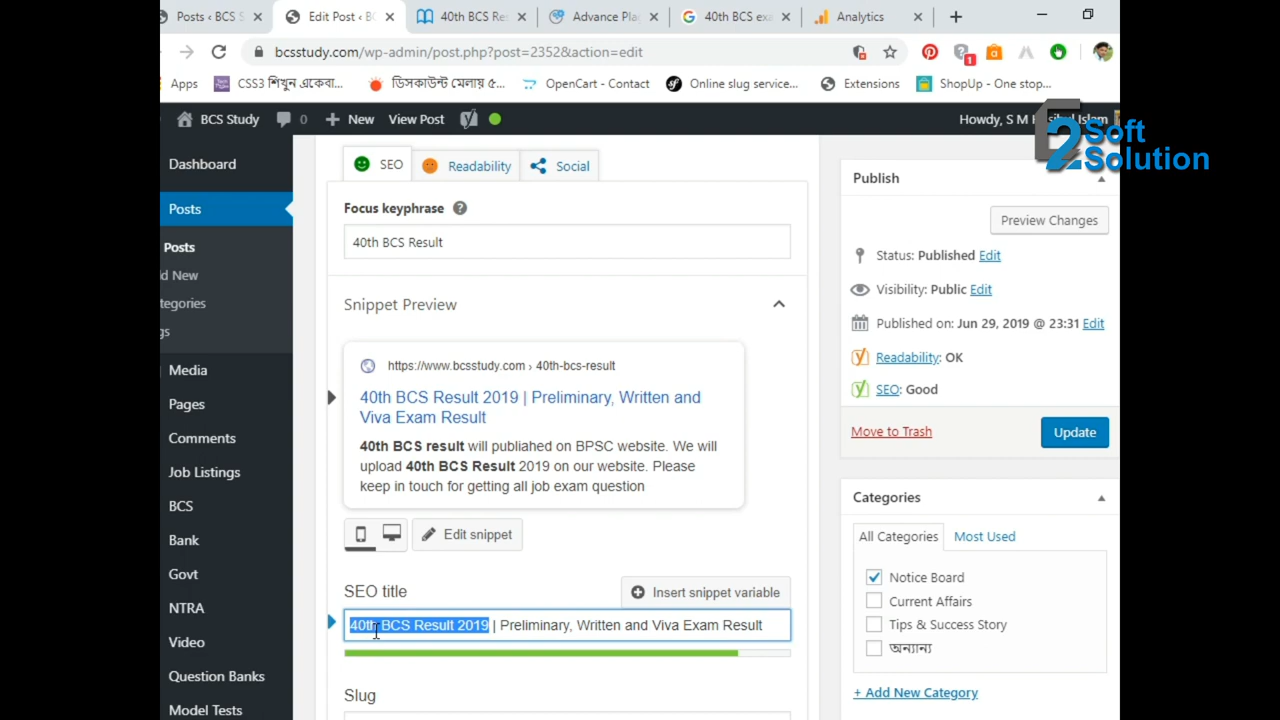 Posts ‹ BCS S
Edit Post ‹ B
40th BCS Res
Advance Pla
40th BCS exa
Analytics
bcsstudy.com/wp-admin/post.php?post=2352&action=edit
1
Apps
CSS3 শিখুন একেবা...
ডিসকাউন্ট মেলায় ৫...
OpenCart - Contact
Online slug service...
Extensions
ShopUp - One stop...
BCS Study
0
New
View Post
Howdy, S M Hasibul Islam
2 Soft
Solution
Dashboard
Posts
Posts
d New
tegories
gs
Media
Pages
Comments
Job Listings
BCS
Bank
Govt
NTRA
Video
Question Banks
Model Tests
SEO
Readability
Social
Focus keyphrase
40th BCS Result
Snippet Preview
https://www.bcsstudy.com › 40th-bcs-result
40th BCS Result 2019 | Preliminary, Written and
Viva Exam Result
40th BCS result will publiahed on BPSC website. We will
upload 40th BCS Result 2019 on our website. Please
keep in touch for getting all job exam question
Edit snippet
SEO title
Insert snippet variable
40th BCS Result 2019 | Preliminary, Written and Viva Exam Result
Slug
Publish
Preview Changes
Status: Published Edit
Visibility: Public Edit
Published on: Jun 29, 2019 @ 23:31 Edit
Readability: OK
SEO: Good
Move to Trash
Update
Categories
All Categories
Most Used
Notice Board
Current Affairs
Tips & Success Story
অন্যান্য
+ Add New Category